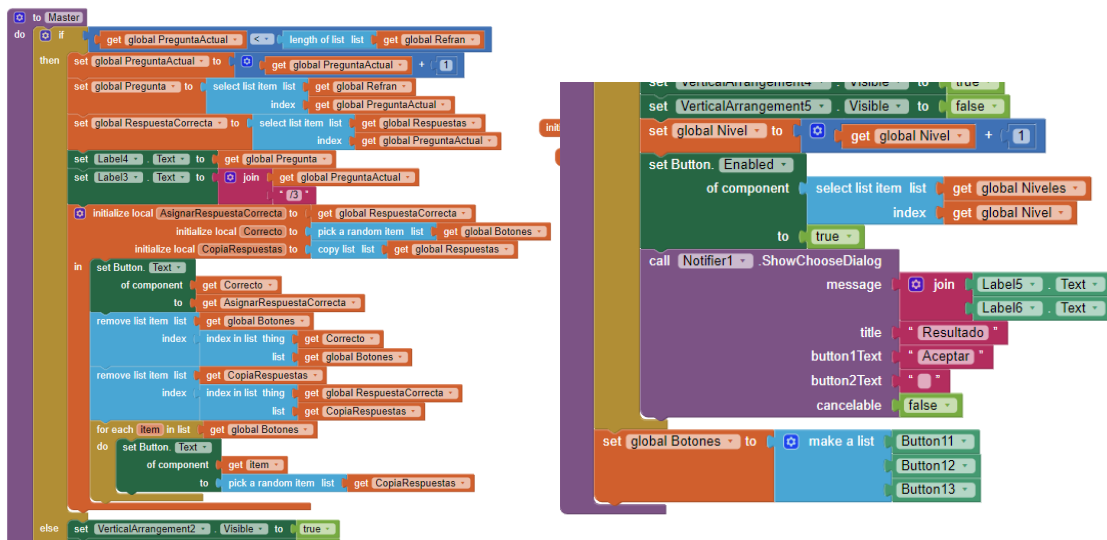 to Master
do if get global PreguntaActual < length of list list get global Refran
then set global PreguntaActual to get global PreguntaActual + 1
set global Pregunta to select list item list get global Refran
index get global PreguntaActual
set global RespuestaCorrecta to select list item list get global Respuestas
index get global PreguntaActual
set Label4 . Text to get global Pregunta
set Label3 . Text to join get global PreguntaActual
" /3 "
initialize local AsignarRespuestaCorrecta to get global RespuestaCorrecta
initialize local Correcto to pick a random item list get global Botones
initialize local CopiaRespuestas to copy list list get global Respuestas
in set Button. Text
of component get Correcto
to get AsignarRespuestaCorrecta
remove list item list get global Botones
index index in list thing get Correcto
list get global Botones
remove list item list get CopiaRespuestas
index index in list thing get global RespuestaCorrecta
list get CopiaRespuestas
for each item in list get global Botones
do set Button. Text
of component get item
to pick a random item list get CopiaRespuestas
else set VerticalArrangement2 . Visible to true
set VerticalArrangement4 . Visible to true
set VerticalArrangement5 . Visible to false
set global Nivel to get global Nivel + 1
set Button. Enabled
of component select list item list get global Niveles
index get global Nivel
to true
call Notifier1 .ShowChooseDialog
message join Label5 . Text
Label6 . Text
title " Resultado "
button1Text " Aceptar "
button2Text " "
cancelable false
set global Botones to make a list Button11
Button12
Button13